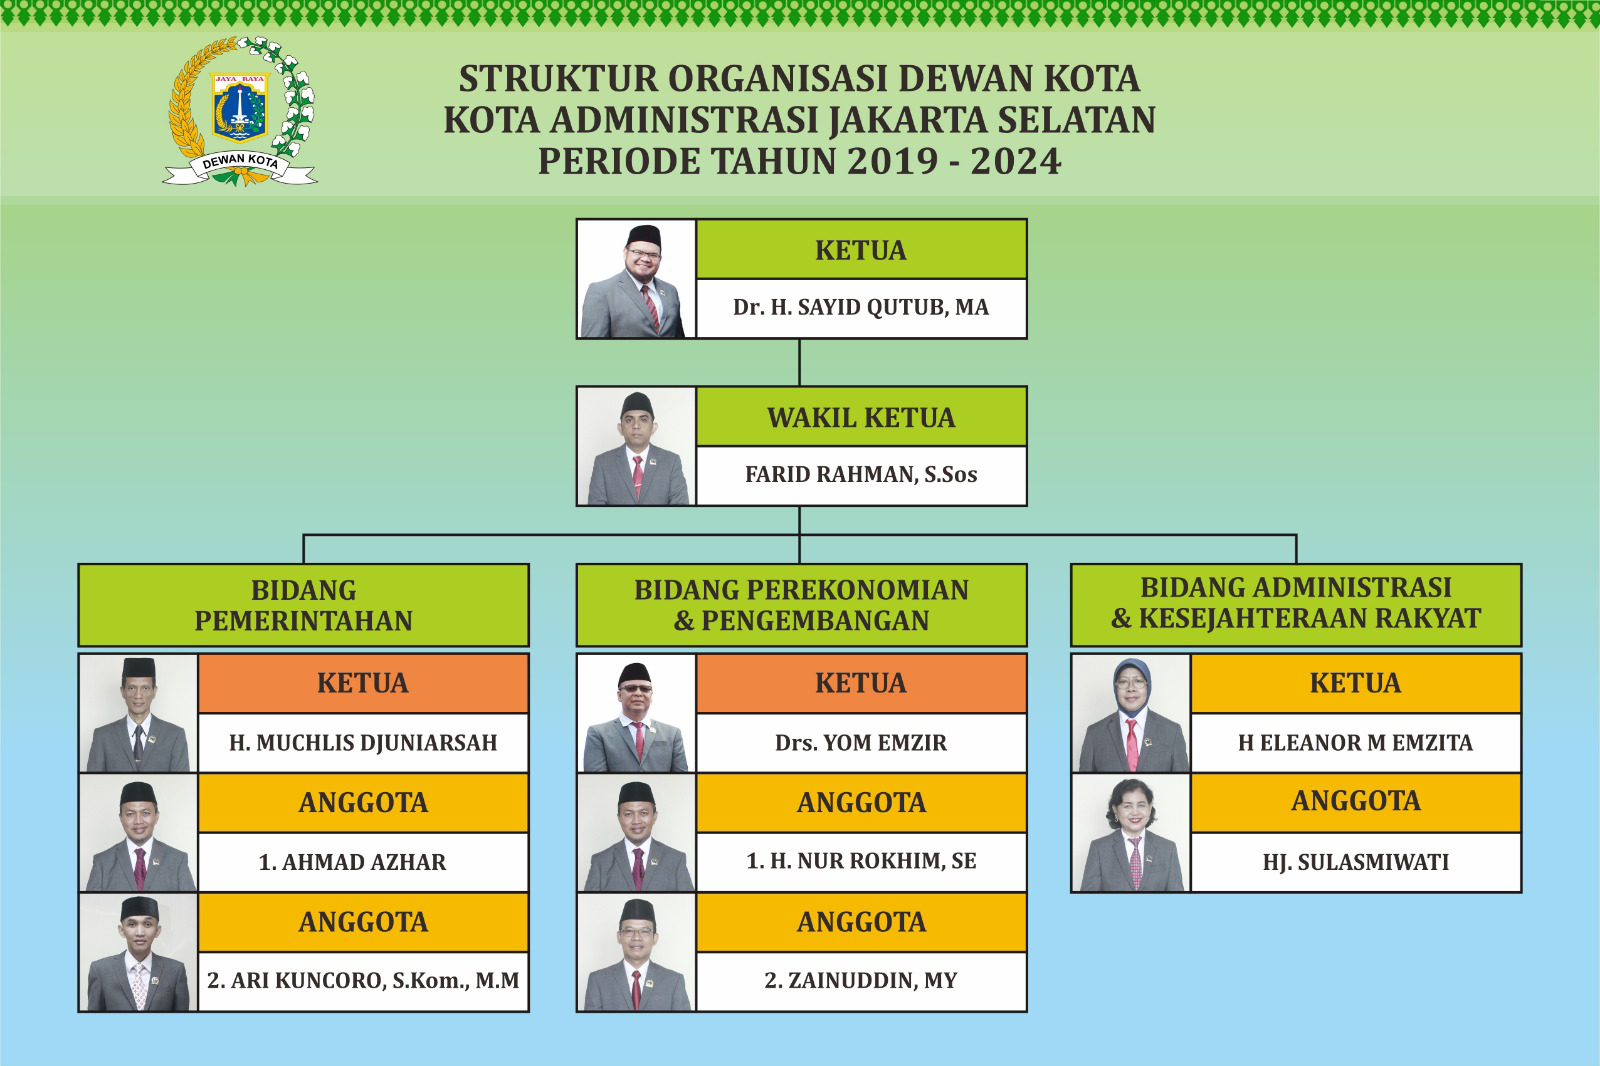 JAYA RAYA
DEWAN KOTA
STRUKTUR ORGANISASI DEWAN KOTA
KOTA ADMINISTRASI JAKARTA SELATAN
PERIODE TAHUN 2019 - 2024
KETUA
Dr. H. SAYID QUTUB, MA
WAKIL KETUA
FARID RAHMAN, S.Sos
BIDANG
PEMERINTAHAN
KETUA
H. MUCHLIS DJUNIARSAH
ANGGOTA
1. AHMAD AZHAR
ANGGOTA
2. ARI KUNCORO, S.Kom., M.M
BIDANG PEREKONOMIAN
& PENGEMBANGAN
KETUA
Drs. YOM EMZIR
ANGGOTA
1. H. NUR ROKHIM, SE
ANGGOTA
2. ZAINUDDIN, MY
BIDANG ADMINISTRASI
& KESEJAHTERAAN RAKYAT
KETUA
H ELEANOR M EMZITA
ANGGOTA
HJ. SULASMIWATI